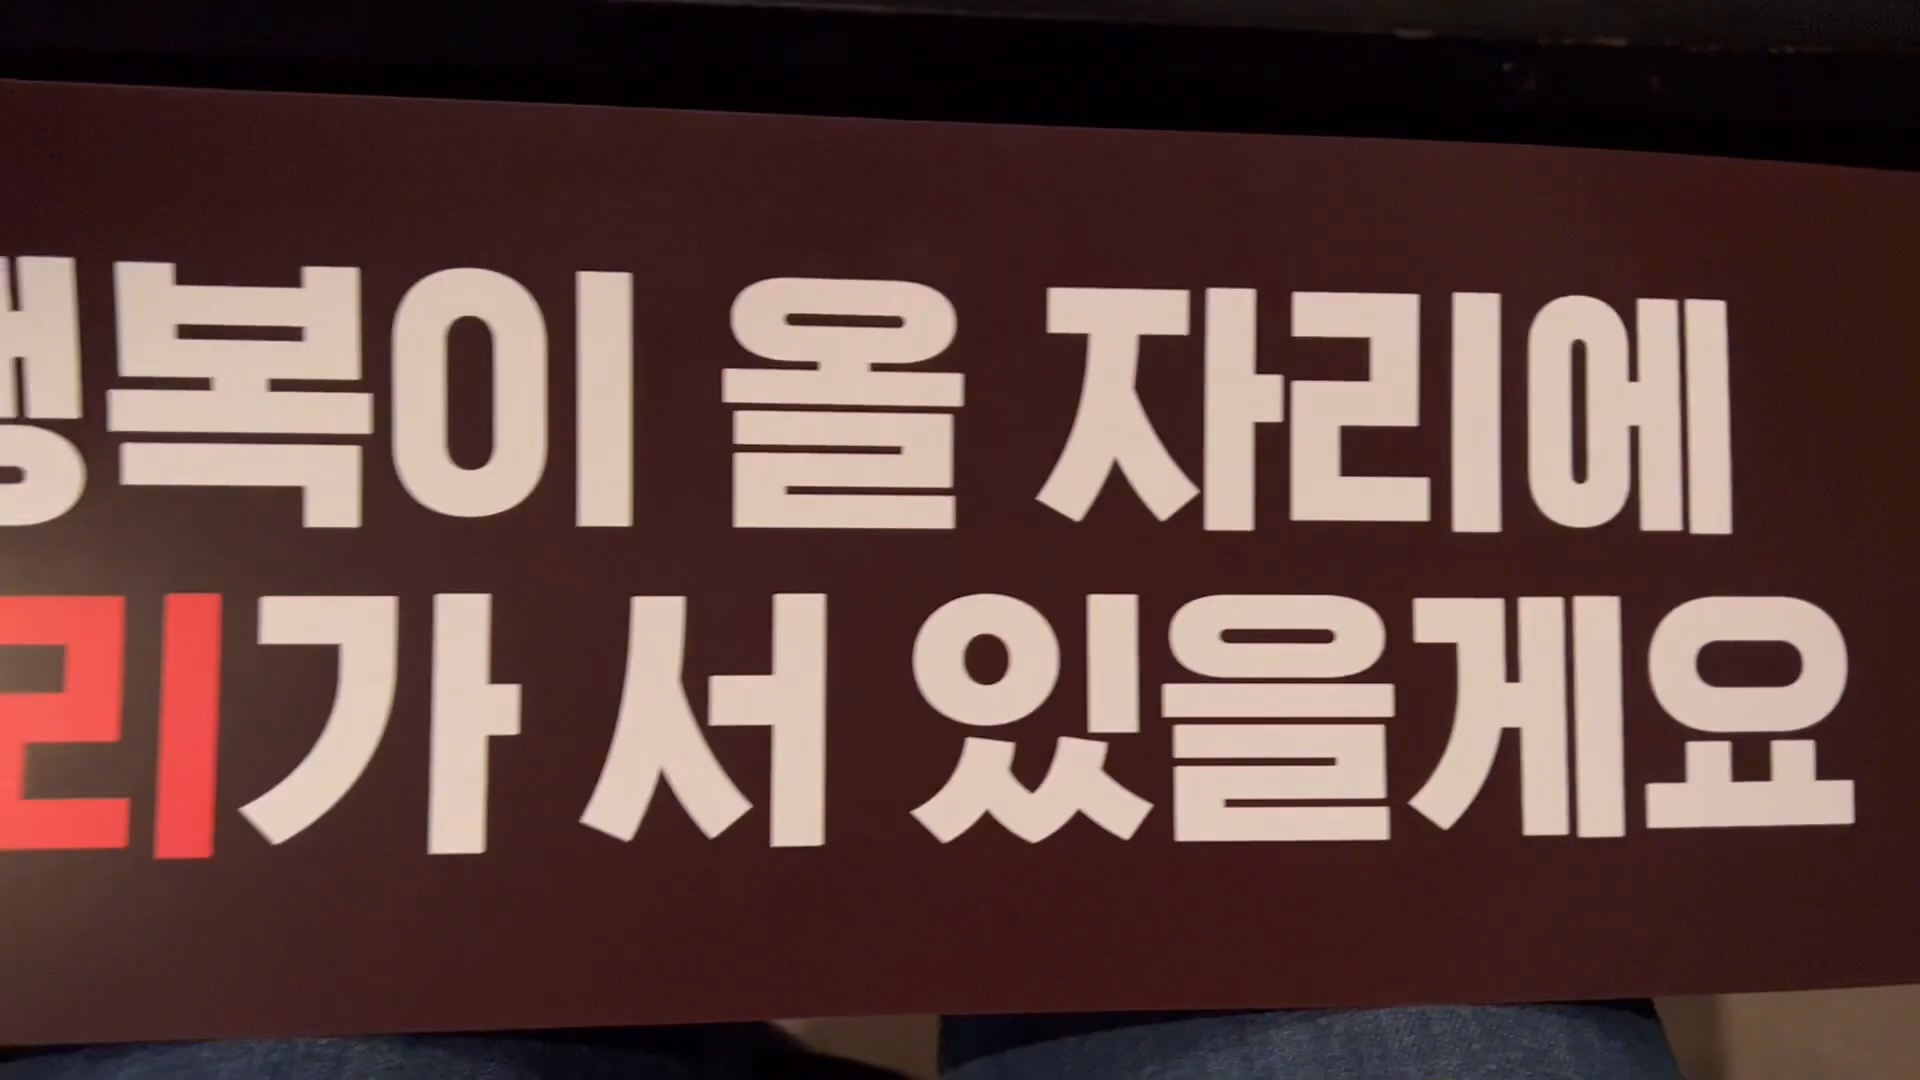 행복이 올 자리에
리가 서 있을게요